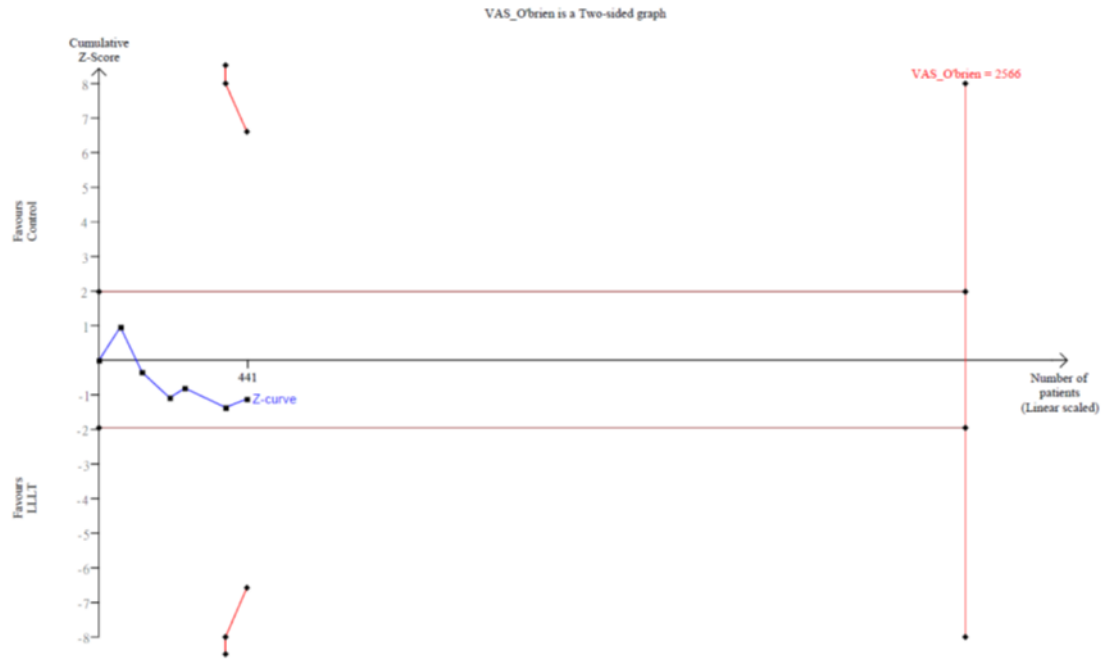 VAS_O'brien is a Two-sided graph
Cumulative
Z-Score
VAS_O'brien = 2566
8
7
6
5
4
3
2
1
-1
-2
-3
-4
-5
-6
-7
-8
Favours
Control
Favours
LLLT
441
Z-curve
Number of
patients
(Linear scaled)